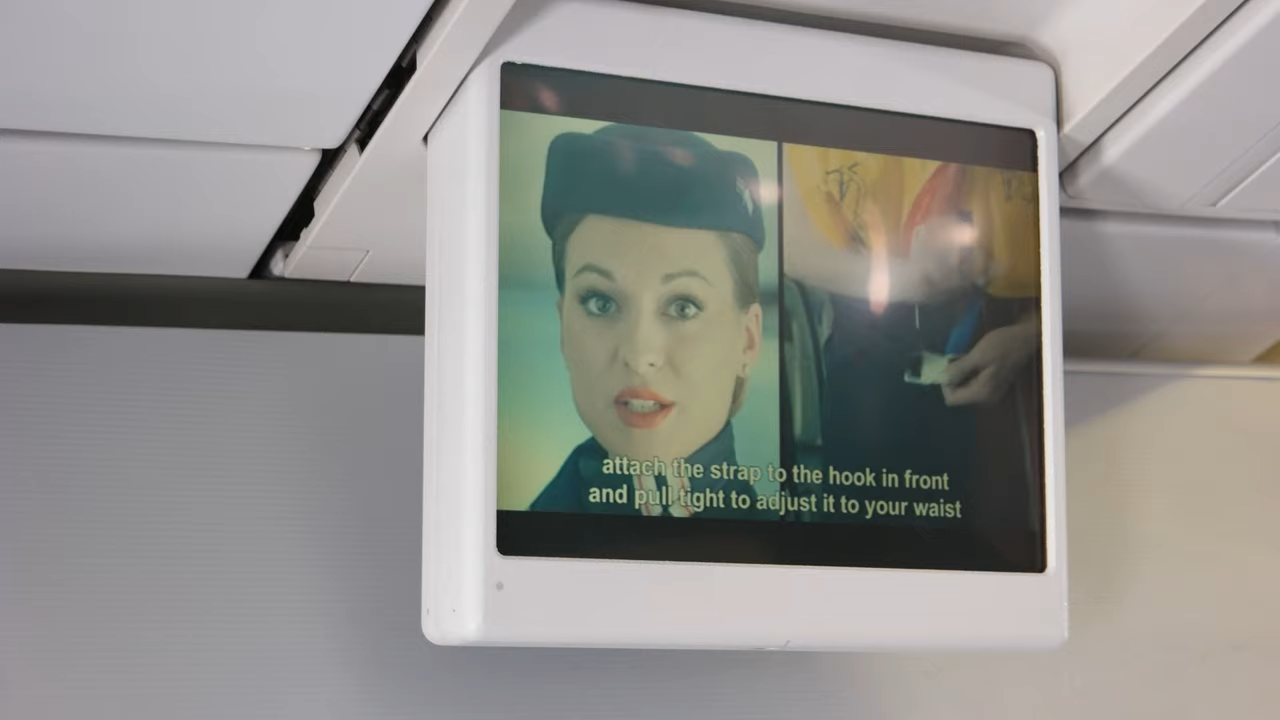 attach the strap to the hook in front
and pull tight to adjust it to your waist